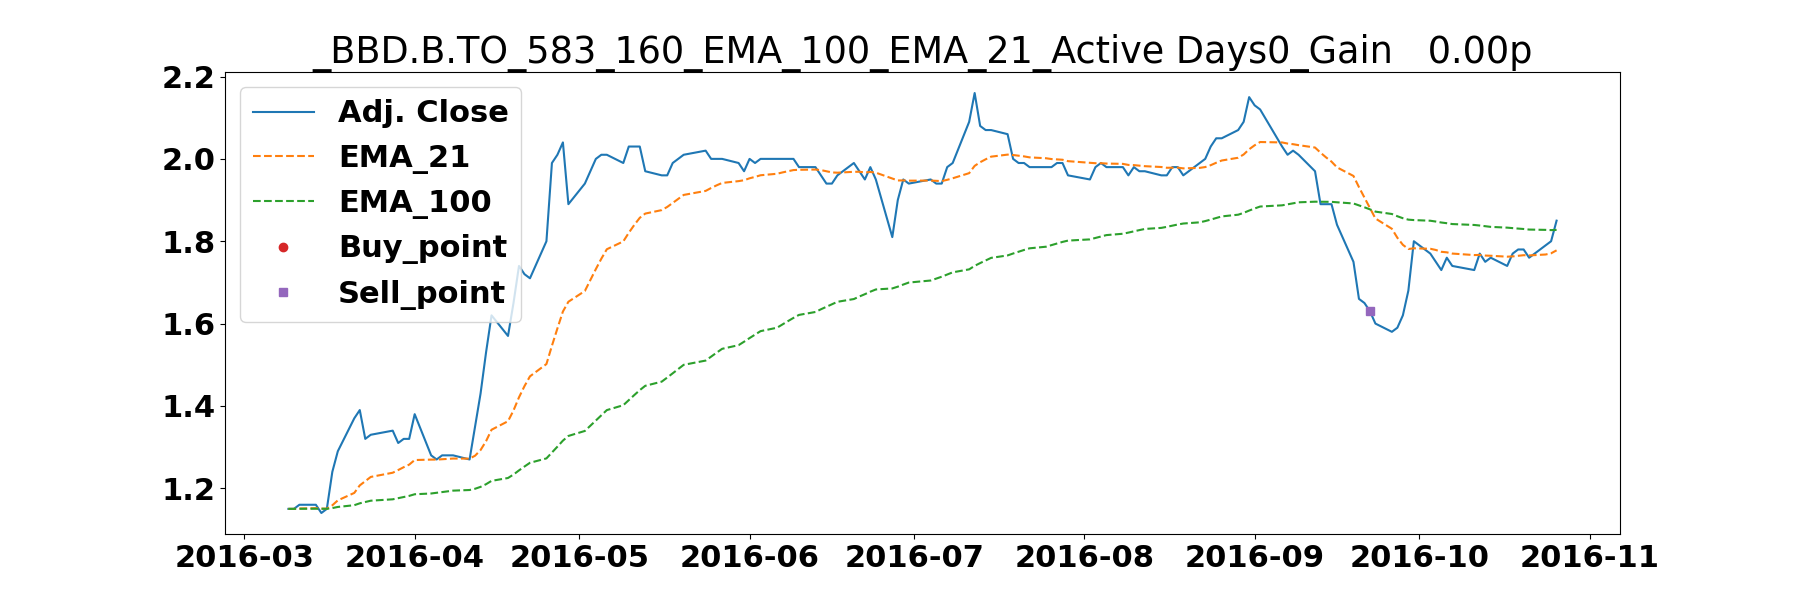 _BBD.B.TO_583_160_EMA_100_EMA_21_Active Days0_Gain   0.00p
2.2
2.0
1.8
1.6
1.4
1.2
Adj. Close
EMA_21
EMA_100
Buy_point
Sell_point
2016-03 2016-04 2016-05 2016-06 2016-07 2016-08 2016-09 2016-10 2016-11